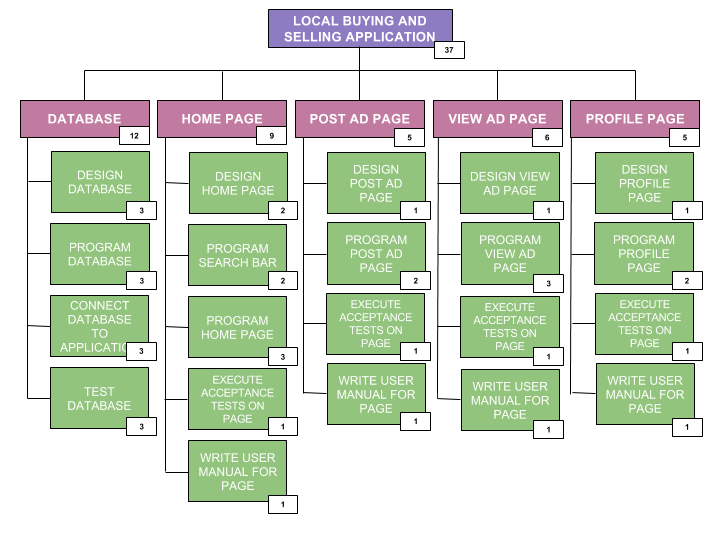 LOCAL BUYING AND
SELLING APPLICATION
37
DATABASE
12
HOME PAGE
9
POST AD PAGE
5
VIEW AD PAGE
6
PROFILE PAGE
5
DESIGN
DATABASE
3
PROGRAM
DATABASE
3
CONNECT
DATABASE
TO
APPLICATIO
3
TEST
DATABASE
3
DESIGN
HOME PAGE
2
PROGRAM
SEARCH BAR
2
PROGRAM
HOME PAGE
3
EXECUTE
ACCEPTANCE
TESTS ON
PAGE
1
WRITE USER
MANUAL FOR
PAGE
1
DESIGN
POST AD
PAGE
1
PROGRAM
POST AD
PAGE
2
EXECUTE
ACCEPTANCE
TESTS ON
PAGE
1
WRITE USER
MANUAL FOR
PAGE
1
DESIGN VIEW
AD PAGE
1
PROGRAM
VIEW AD
PAGE
3
EXECUTE
ACCEPTANCE
TESTS ON
PAGE
1
WRITE USER
MANUAL FOR
PAGE
1
DESIGN
PROFILE
PAGE
1
PROGRAM
PROFILE
PAGE
2
EXECUTE
ACCEPTANCE
TESTS ON
PAGE
1
WRITE USER
MANUAL FOR
PAGE
1